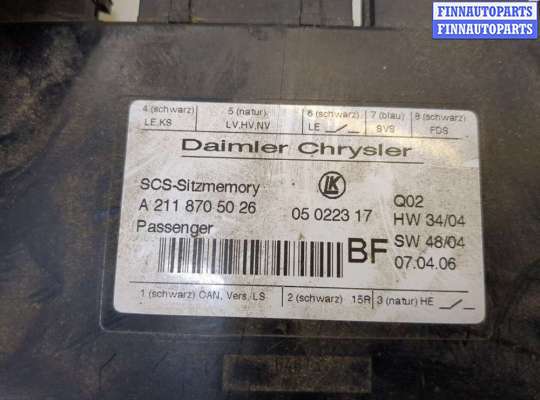 FINNAUTOPARTS
FINNAUTOPARTS
4 (schwarz) 5 (natur) 6 (schwarz) 7 (blau) 8 (schwarz)
LE,KS LV,HV,NV LE SVS FDS
Daimler Chrysler
SCS-Sitzmemory LK Q02
A 211 870 50 26 05 0223 17 HW 34/04
Passenger BF SW 48/04
07.04.06
1 (schwarz) CAN, Vers, LS 2 (schwarz) 15R 3 (natur) HE